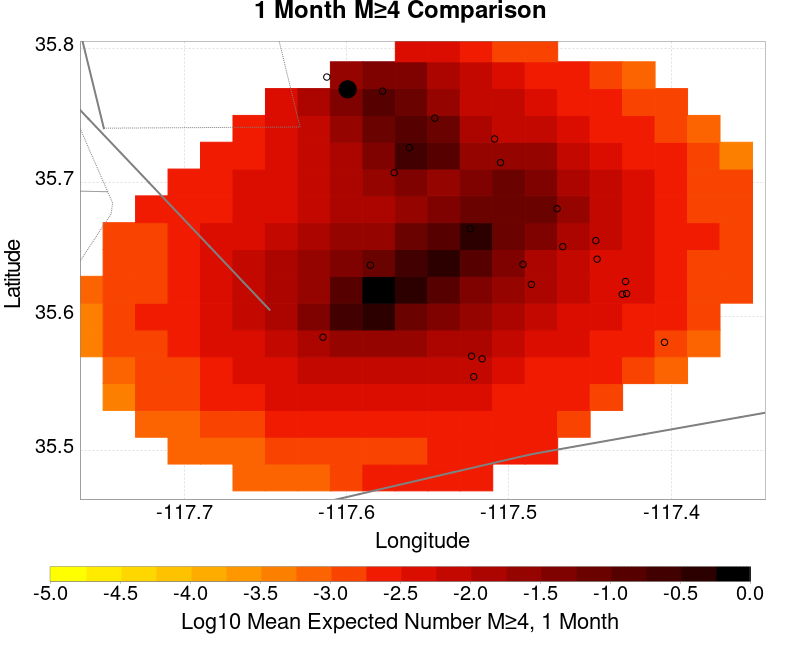 1 Month M≥4 Comparison
35.8
35.7
35.6
35.5
Latitude
-117.7 -117.6 -117.5 -117.4
Longitude
-5.0 -4.5 -4.0 -3.5 -3.0 -2.5 -2.0 -1.5 -1.0 -0.5 0.0
Log10 Mean Expected Number M≥4, 1 Month